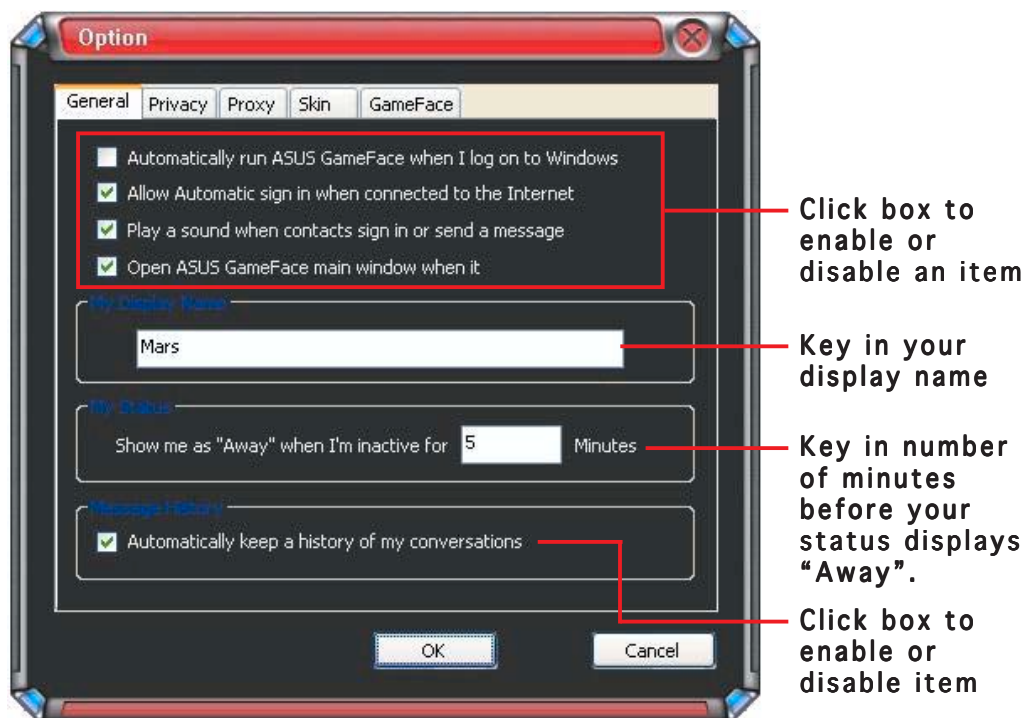 Option
General Privacy Proxy Skin GameFace
Automatically run ASUS GameFace when I log on to Windows
Allow Automatic sign in when connected to the Internet
Play a sound when contacts sign in or send a message
Open ASUS GameFace main window when it
Click box to
enable or
disable an item
My Display Name
Mars
Key in your
display name
My Status
Show me as "Away" when I'm inactive for 5 Minutes
Key in number
of minutes
before your
status displays
“Away”.
Message History
Automatically keep a history of my conversations
Click box to
enable or
disable item
OK Cancel